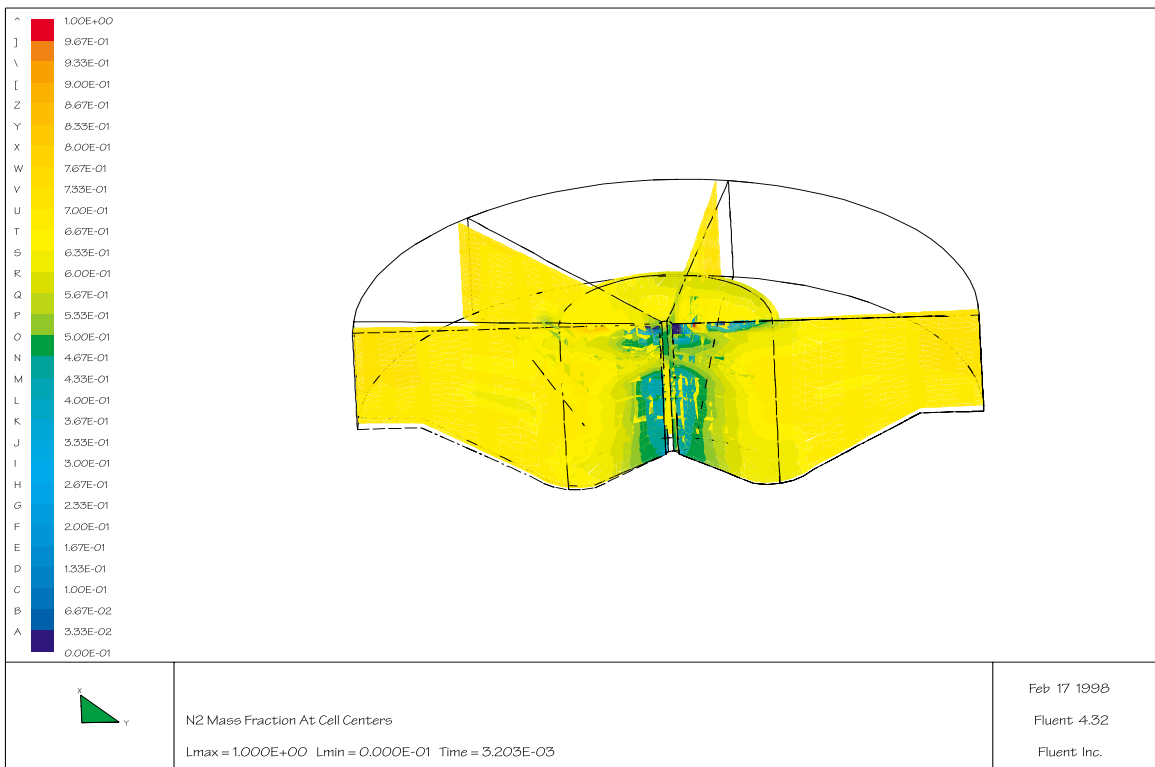 ^ 1.00E+00
] 9.67E-01
\ 9.33E-01
[ 9.00E-01
Z 8.67E-01
Y 8.33E-01
X 8.00E-01
W 7.67E-01
V 7.33E-01
U 7.00E-01
T 6.67E-01
S 6.33E-01
R 6.00E-01
Q 5.67E-01
P 5.33E-01
O 5.00E-01
N 4.67E-01
M 4.33E-01
L 4.00E-01
K 3.67E-01
J 3.33E-01
I 3.00E-01
H 2.67E-01
G 2.33E-01
F 2.00E-01
E 1.67E-01
D 1.33E-01
C 1.00E-01
B 6.67E-02
A 3.33E-02
0.00E-01
X
Y
N2 Mass Fraction At Cell Centers
Lmax = 1.000E+00 Lmin = 0.000E-01 Time = 3.203E-03
Feb 17 1998
Fluent 4.32
Fluent Inc.